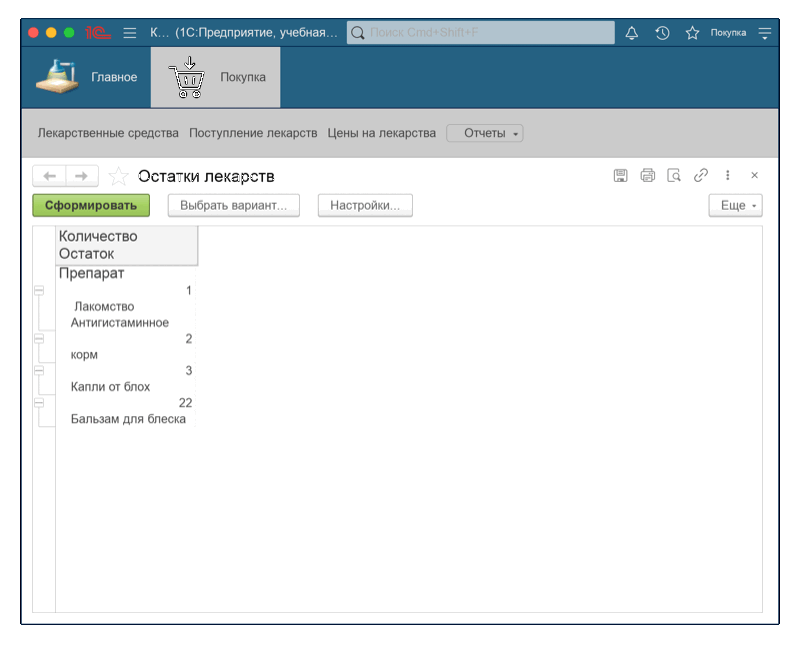 1С К... (1С:Предприятие, учебная... Поиск Cmd+Shift+F Покупка
Главное Покупка
Лекарственные средства Поступление лекарств Цены на лекарства Отчеты
Остатки лекарств
Сформировать Выбрать вариант... Настройки... Еще
Количество
Остаток
Препарат
1
Лакомство
Антигистаминное
2
корм
3
Капли от блох
22
Бальзам для блеска